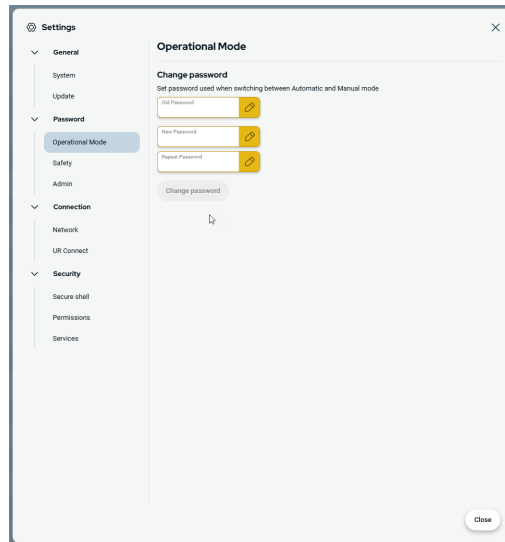 Settings
General
System
Update
Password
Operational Mode
Safety
Admin
Connection
Network
UR Connect
Security
Secure shell
Permissions
Services
Operational Mode
Change password
Set password used when switching between Automatic and Manual mode
Old Password
New Password
Repeat Password
Change password
Close